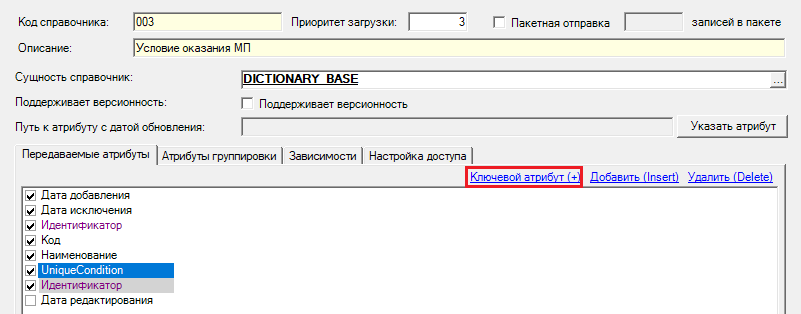 Код справочника: 003 Приоритет загрузки: 3 Пакетная отправка записей в пакете
Описание: Условие оказания МП
Сущность справочник: DICTIONARY_BASE ...
Поддерживает версионность: Поддерживает версионность
Путь к атрибуту с датой обновления: Указать атрибут
Передаваемые атрибуты Атрибуты группировки Зависимости Настройка доступа
Ключевой атрибут (+) Добавить (Insert) Удалить (Delete)
Дата добавления
Дата исключения
Идентификатор
Код
Наименование
UniqueCondition
Идентификатор
Дата редактирования